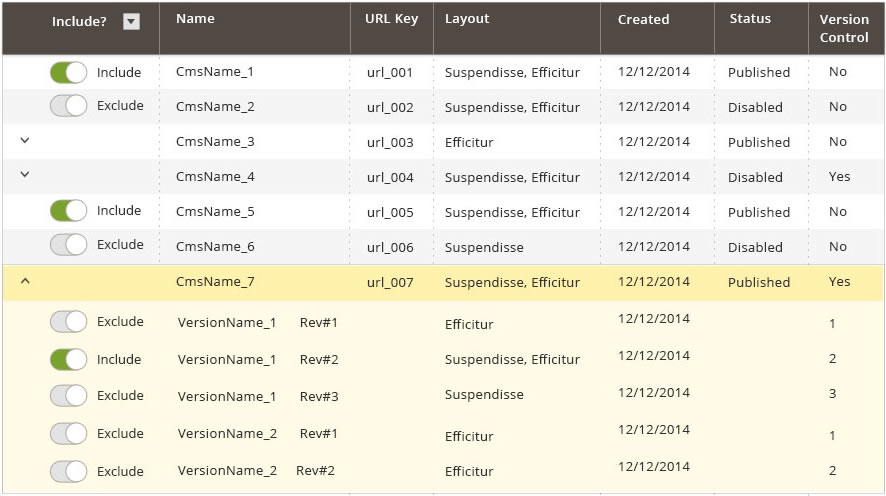 Include? Name URL Key Layout Created Status Version Control
Include CmsName_1 url_001 Suspendisse, Efficitur 12/12/2014 Published No
Exclude CmsName_2 url_002 Suspendisse, Efficitur 12/12/2014 Disabled No
CmsName_3 url_003 Efficitur 12/12/2014 Published No
CmsName_4 url_004 Suspendisse, Efficitur 12/12/2014 Disabled Yes
Include CmsName_5 url_005 Suspendisse, Efficitur 12/12/2014 Published No
Exclude CmsName_6 url_006 Suspendisse 12/12/2014 Disabled No
CmsName_7 url_007 Suspendisse, Efficitur 12/12/2014 Published Yes
Exclude VersionName_1 Rev#1 Efficitur 12/12/2014 1
Include VersionName_1 Rev#2 Suspendisse, Efficitur 12/12/2014 2
Exclude VersionName_1 Rev#3 Suspendisse 12/12/2014 3
Exclude VersionName_2 Rev#1 Efficitur 12/12/2014 1
Exclude VersionName_2 Rev#2 Efficitur 12/12/2014 2